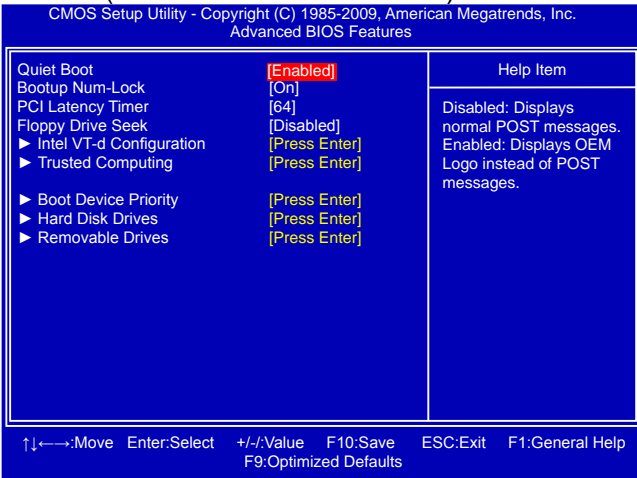 CMOS Setup Utility - Copyright (C) 1985-2009, American Megatrends, Inc.
Advanced BIOS Features
Quiet Boot [Enabled]
Bootup Num-Lock [On]
PCI Latency Timer [64]
Floppy Drive Seek [Disabled]
► Intel VT-d Configuration [Press Enter]
► Trusted Computing [Press Enter]
► Boot Device Priority [Press Enter]
► Hard Disk Drives [Press Enter]
► Removable Drives [Press Enter]
Help Item
Disabled: Displays
normal POST messages.
Enabled: Displays OEM
Logo instead of POST
messages.
↑↓←→:Move Enter:Select +/-/:Value F10:Save ESC:Exit F1:General Help
F9:Optimized Defaults